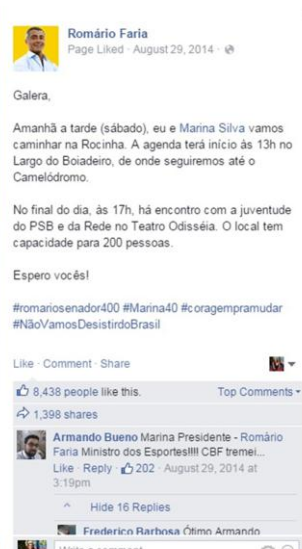 Romário Faria
Page Liked · August 29, 2014 ·
Galera,
Amanhã a tarde (sábado), eu e Marina Silva vamos
caminhar na Rocinha. A agenda terá início às 13h no
Largo do Boiadeiro, de onde seguiremos até o
Camelódromo.
No final do dia, às 17h, há encontro com a juventude
do PSB e da Rede no Teatro Odisséia. O local tem
capacidade para 200 pessoas.
Espero vocês!
#romariosenador400 #Marina40 #coragempramudar
#NãoVamosDesistirdoBrasil
Like · Comment · Share
8,438 people like this.
Top Comments
1,398 shares
Armando Bueno Marina Presidente - Romário
Faria Ministro dos Esportes!!!! CBF tremei...
Like · Reply · 202 · August 29, 2014 at
3:19pm
Hide 16 Replies
Frederico Barbosa Ótimo Armando
Write a comment